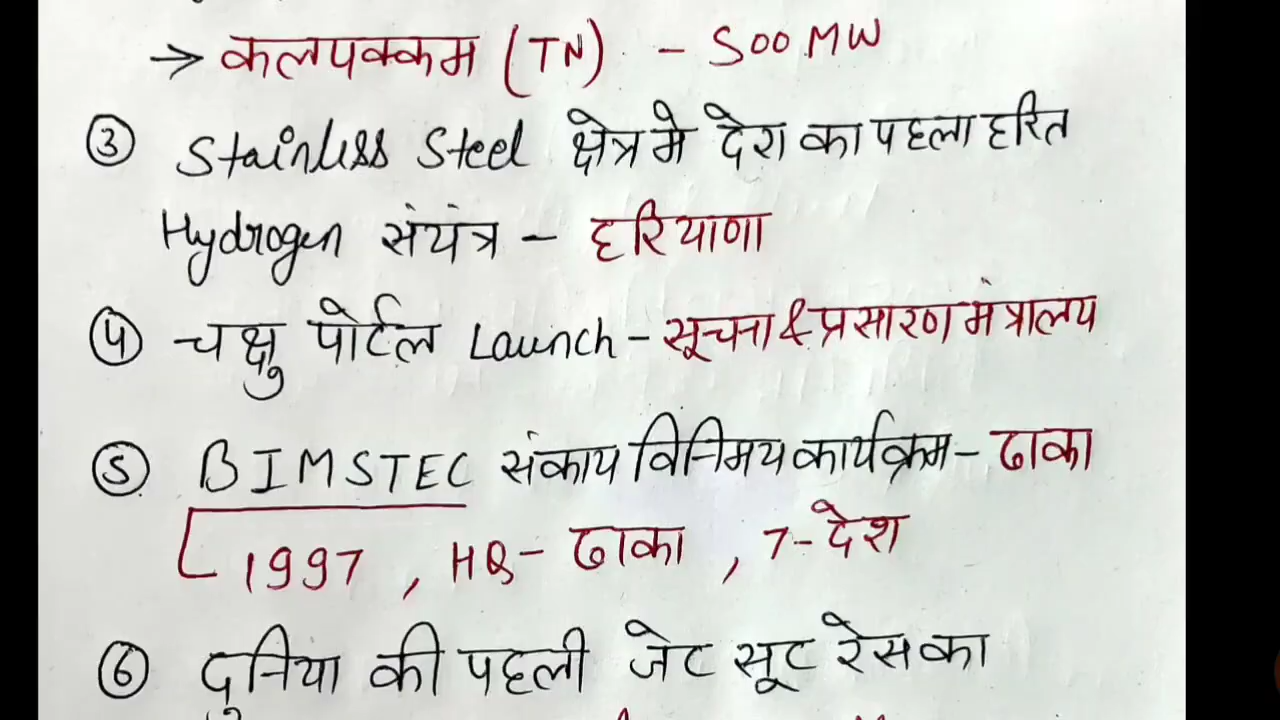 → कलपक्कम (TN) - 500 MW
③ Stainless Steel क्षेत्र मे देश का पहला हरित
Hydrogen संयंत्र - हरियाणा
④ चक्षु पोर्टल Launch - सूचना & प्रसारण मंत्रालय
⑤ BIMSTEC संकाय विनिमय कार्यक्रम - ढाका
1997, HQ - ढाका, 7 - देश
⑥ दुनिया की पहली जेट सूट रेस का